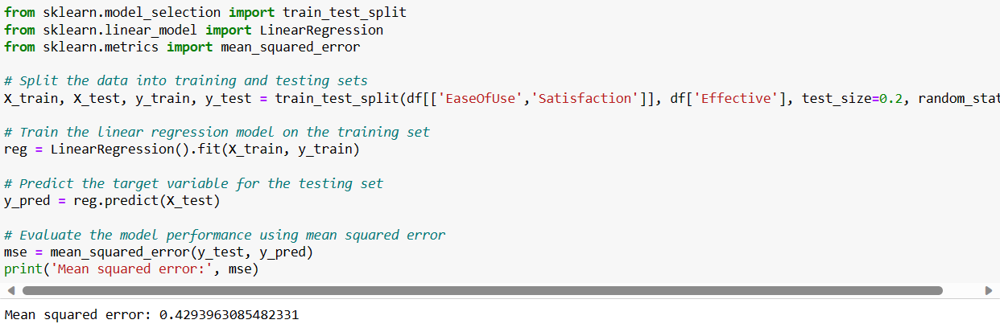 from sklearn.model_selection import train_test_split
from sklearn.linear_model import LinearRegression
from sklearn.metrics import mean_squared_error
# Split the data into training and testing sets
X_train, X_test, y_train, y_test = train_test_split(df[['EaseOfUse','Satisfaction']], df['Effective'], test_size=0.2, random_stat
# Train the linear regression model on the training set
reg = LinearRegression().fit(X_train, y_train)
# Predict the target variable for the testing set
y_pred = reg.predict(X_test)
# Evaluate the model performance using mean squared error
mse = mean_squared_error(y_test, y_pred)
print('Mean squared error:', mse)
Mean squared error: 0.4293963085482331